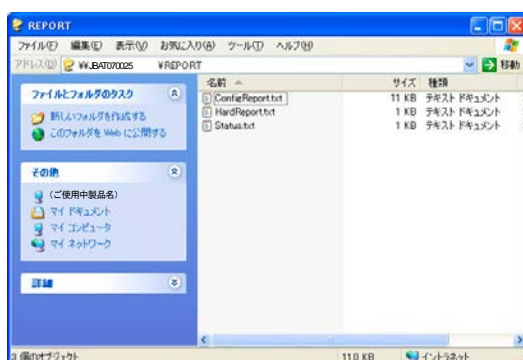 REPORT
ファイル(F) 編集(E) 表示(V) お気に入り(A) ツール(T) ヘルプ(H)
アドレス(D) ¥¥JBAT070025 ¥REPORT 移動
名前 サイズ 種類
ConfigReport.txt 11 KB テキスト ドキュメント
HardReport.txt 1 KB テキスト ドキュメント
Status.txt 1 KB テキスト ドキュメント
ファイルとフォルダのタスク
新しいフォルダを作成する
このフォルダを Web に公開する
その他
(ご使用中製品名)
マイ ドキュメント
マイ コンピュータ
マイ ネットワーク
詳細
3 個のオブジェクト 11.0 KB イントラネット